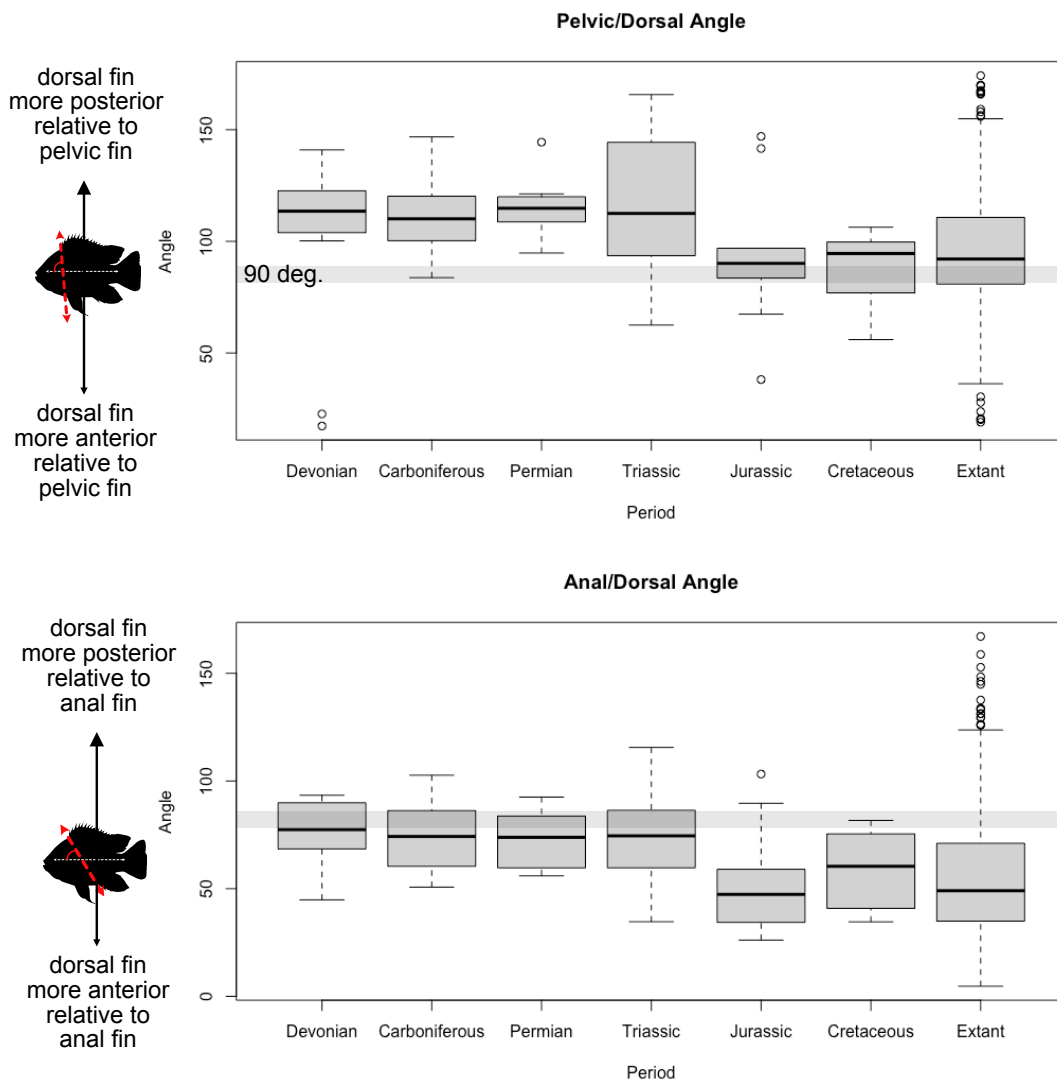 Pelvic/Dorsal Angle
dorsal fin
more posterior
relative to
pelvic fin
dorsal fin
more anterior
relative to
pelvic fin
Angle
150
100
50
90 deg.
Devonian Carboniferous Permian Triassic Jurassic Cretaceous Extant
Period
Anal/Dorsal Angle
dorsal fin
more posterior
relative to
anal fin
dorsal fin
more anterior
relative to
anal fin
Angle
150
100
50
0
Devonian Carboniferous Permian Triassic Jurassic Cretaceous Extant
Period